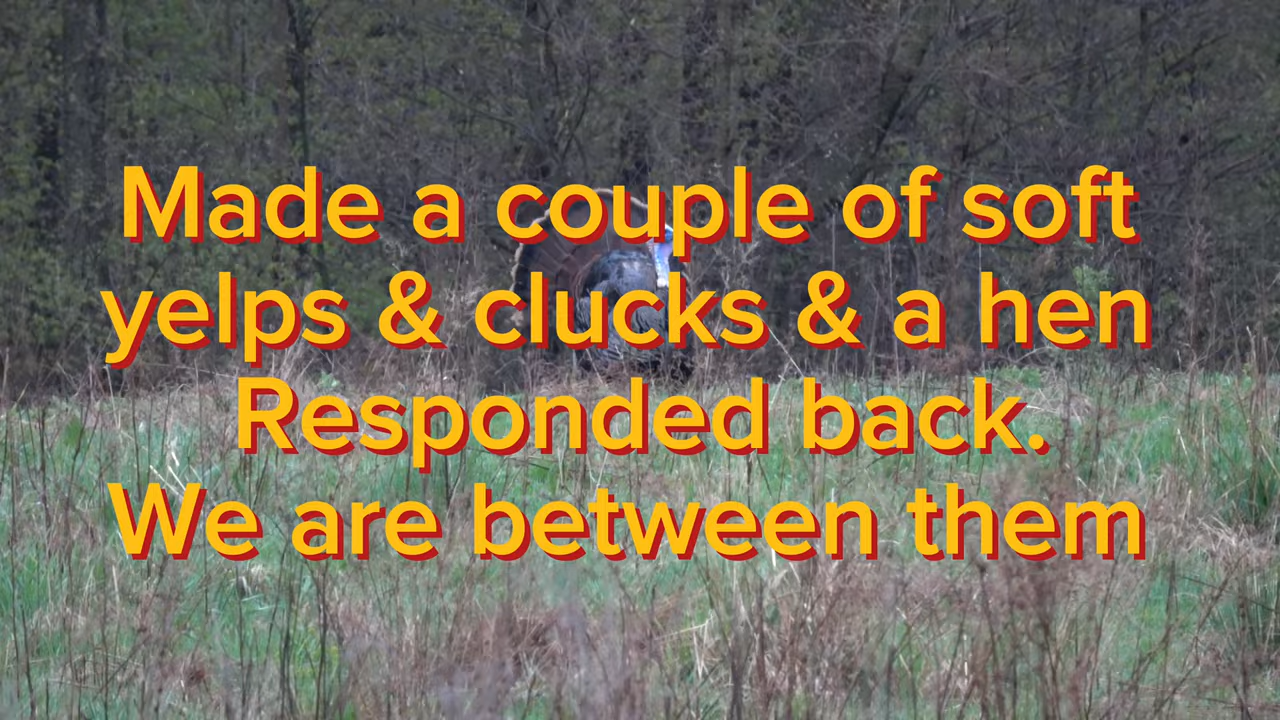 Made a couple of soft
yelps & clucks & a hen
Responded back.
We are between them